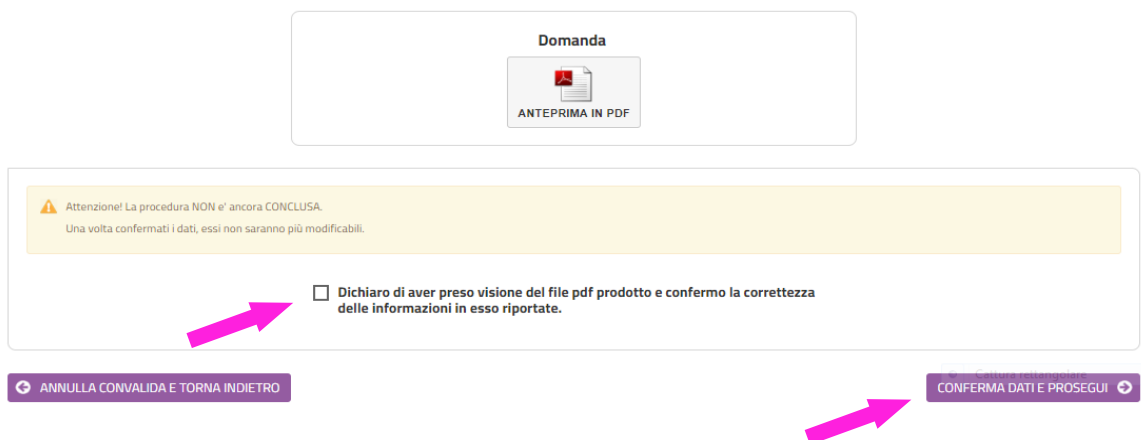 Domanda
ANTEPRIMA IN PDF
Attenzione! La procedura NON e' ancora CONCLUSA.
Una volta confermati i dati, essi non saranno più modificabili.
Dichiaro di aver preso visione del file pdf prodotto e confermo la correttezza
delle informazioni in esso riportate.
ANNULLA CONVALIDA E TORNA INDIETRO
Cattura rettangolare
CONFERMA DATI E PROSEGUI